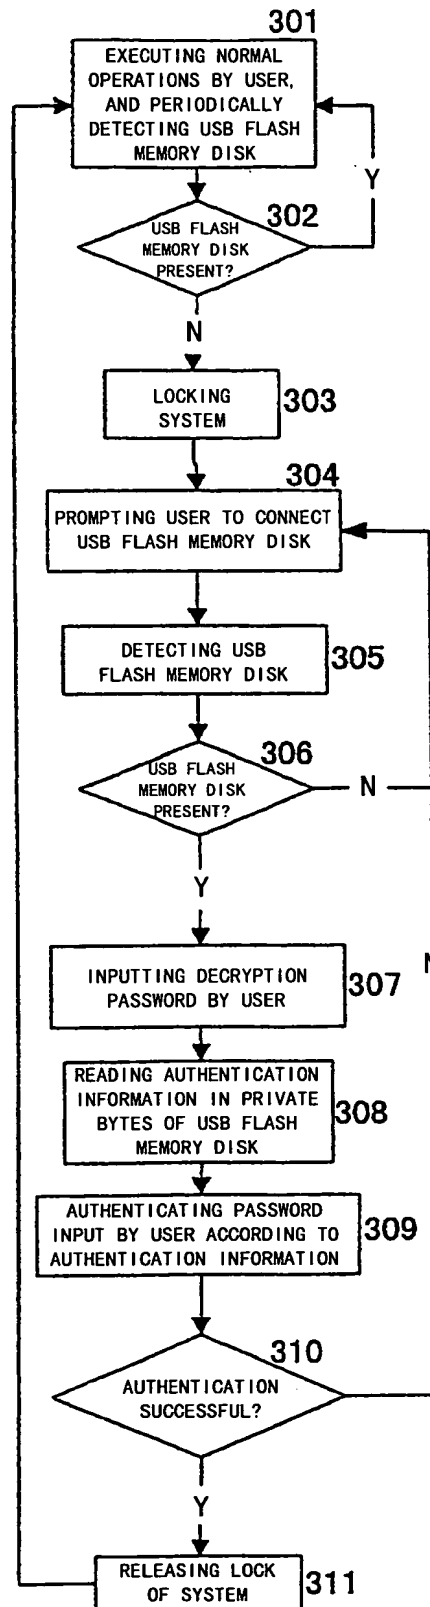 301
EXECUTING NORMAL
OPERATIONS BY USER,
AND PERIODICALLY
DETECTING USB FLASH
MEMORY DISK
Y
302
USB FLASH
MEMORY DISK
PRESENT?
N
LOCKING
SYSTEM
303
304
PROMPTING USER TO CONNECT
USB FLASH MEMORY DISK
DETECTING USB
FLASH MEMORY DISK
305
306
USB FLASH
MEMORY DISK
PRESENT?
N
Y
N
INPUTTING DECRYPTION
PASSWORD BY USER
307
READING AUTHENTICATION
INFORMATION IN PRIVATE
BYTES OF USB FLASH
MEMORY DISK
308
AUTHENTICATING PASSWORD
INPUT BY USER ACCORDING TO
AUTHENTICATION INFORMATION
309
310
AUTHENTICATION
SUCCESSFUL?
Y
RELEASING LOCK
OF SYSTEM
311